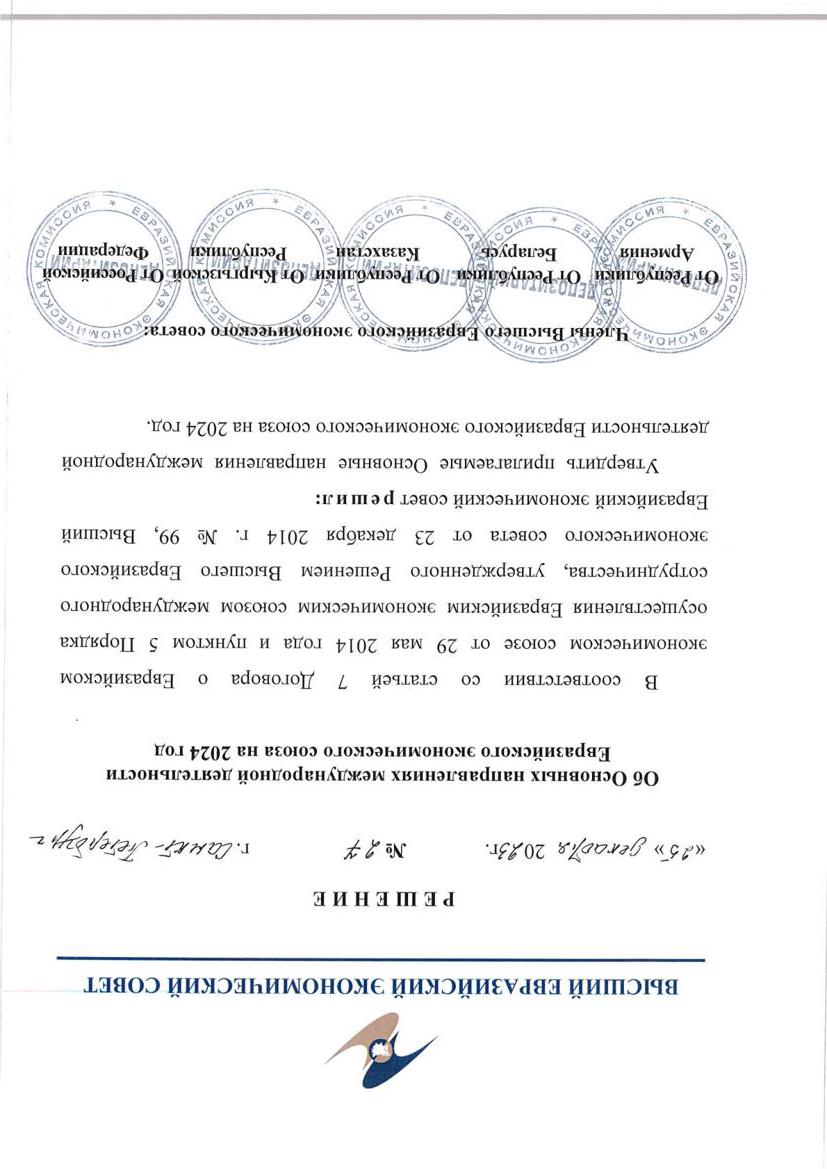 ВЫСШИЙ ЕВРАЗИЙСКИЙ ЭКОНОМИЧЕСКИЙ СОВЕТ
РЕШЕНИЕ
«25» декабря 2023г. № 27 г. Санкт-Петербург
Об Основных направлениях международной деятельности
Евразийского экономического союза на 2024 год
В соответствии со статьей 7 Договора о Евразийском
экономическом союзе от 29 мая 2014 года и пунктом 5 Порядка
осуществления Евразийским экономическим союзом международного
сотрудничества, утвержденного Решением Высшего Евразийского
экономического совета от 23 декабря 2014 г. № 99, Высший
Евразийский экономический совет решил:
Утвердить прилагаемые Основные направления международной
деятельности Евразийского экономического союза на 2024 год.
Члены Высшего Евразийского экономического совета:
От Республики От Республики От Республики От Кыргызской От Российской
Армения Беларусь Казахстан Республики Федерации
ЕВРАЗИЙСКАЯ ЭКОНОМИЧЕСКАЯ КОМИССИЯ
ДЕПОЗИТАРИЙ
ЕВРАЗИЙСКАЯ ЭКОНОМИЧЕСКАЯ КОМИССИЯ
ДЕПОЗИТАРИЙ
ЕВРАЗИЙСКАЯ ЭКОНОМИЧЕСКАЯ КОМИССИЯ
ДЕПОЗИТАРИЙ
ЕВРАЗИЙСКАЯ ЭКОНОМИЧЕСКАЯ КОМИССИЯ
ДЕПОЗИТАРИЙ
ЕВРАЗИЙСКАЯ ЭКОНОМИЧЕСКАЯ КОМИССИЯ
ДЕПОЗИТАРИЙ